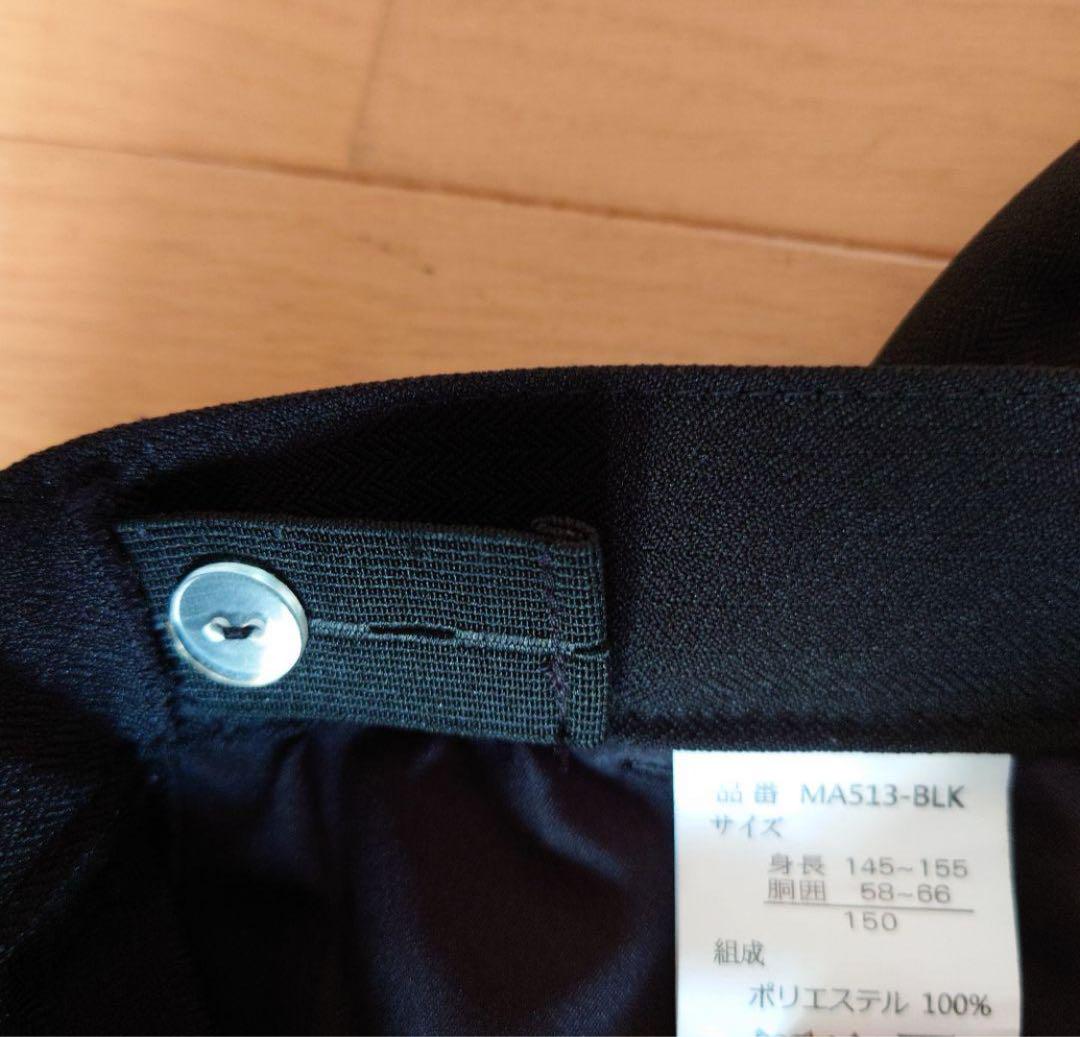 品番 MA513-BLK
サイズ
身長 145~155
胴囲 58~66
150
組成
ポリエステル 100%